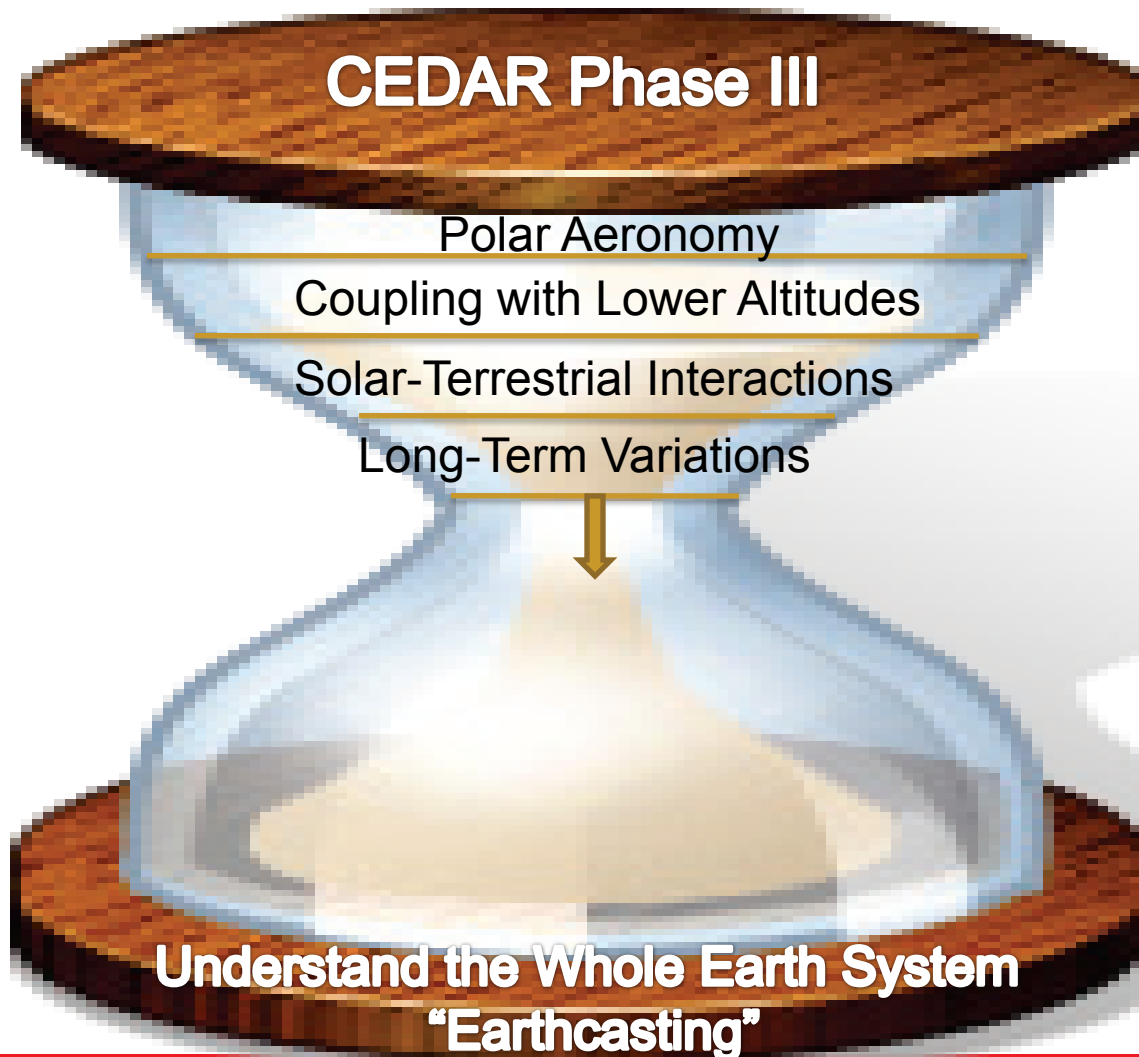 CEDAR Phase III
Polar Aeronomy
Coupling with Lower Altitudes
Solar-Terrestrial Interactions
Long-Term Variations
Understand the Whole Earth System
“Earthcasting”